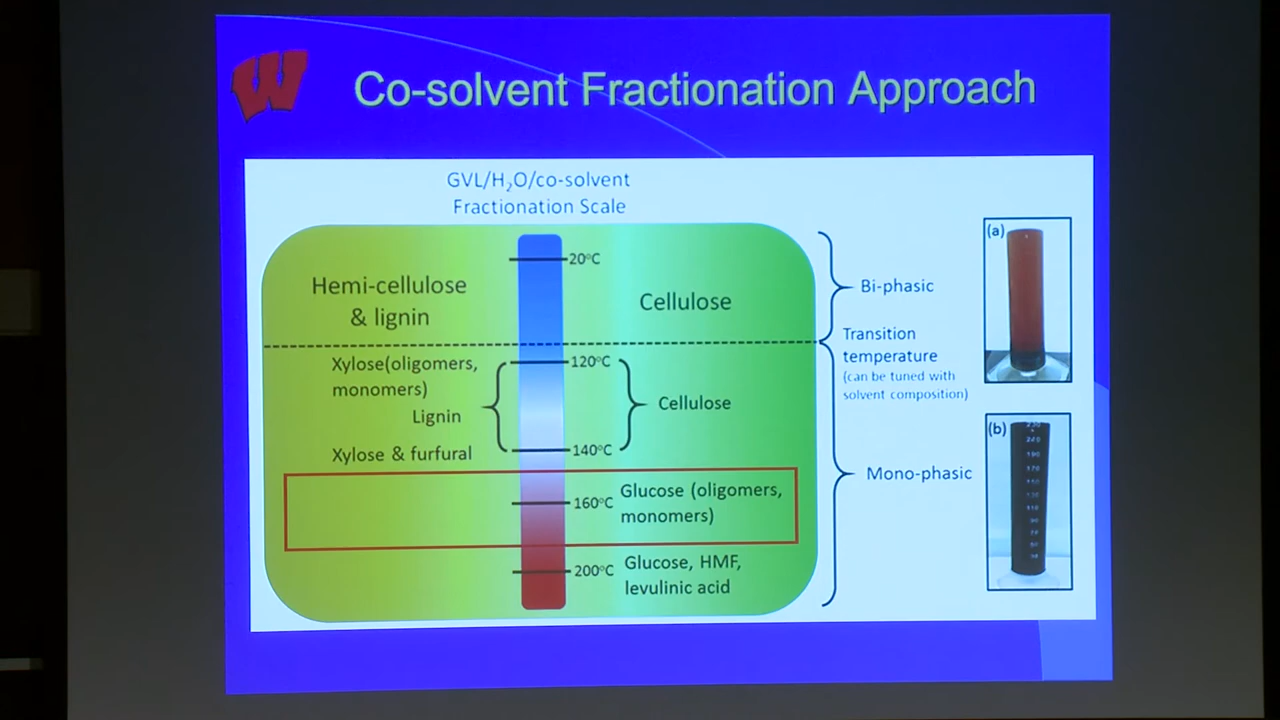 W
Co-solvent Fractionation Approach
GVL/H₂O/co-solvent
Fractionation Scale
Hemi-cellulose
& lignin
20°C
Cellulose
Bi-phasic
(a)
Transition
temperature
(can be tuned with
solvent composition)
Xylose(oligomers,
monomers)
Lignin
120°C
Cellulose
Xylose & furfural
140°C
(b)
Mono-phasic
160°C
Glucose (oligomers,
monomers)
200°C
Glucose, HMF,
levulinic acid
190
170